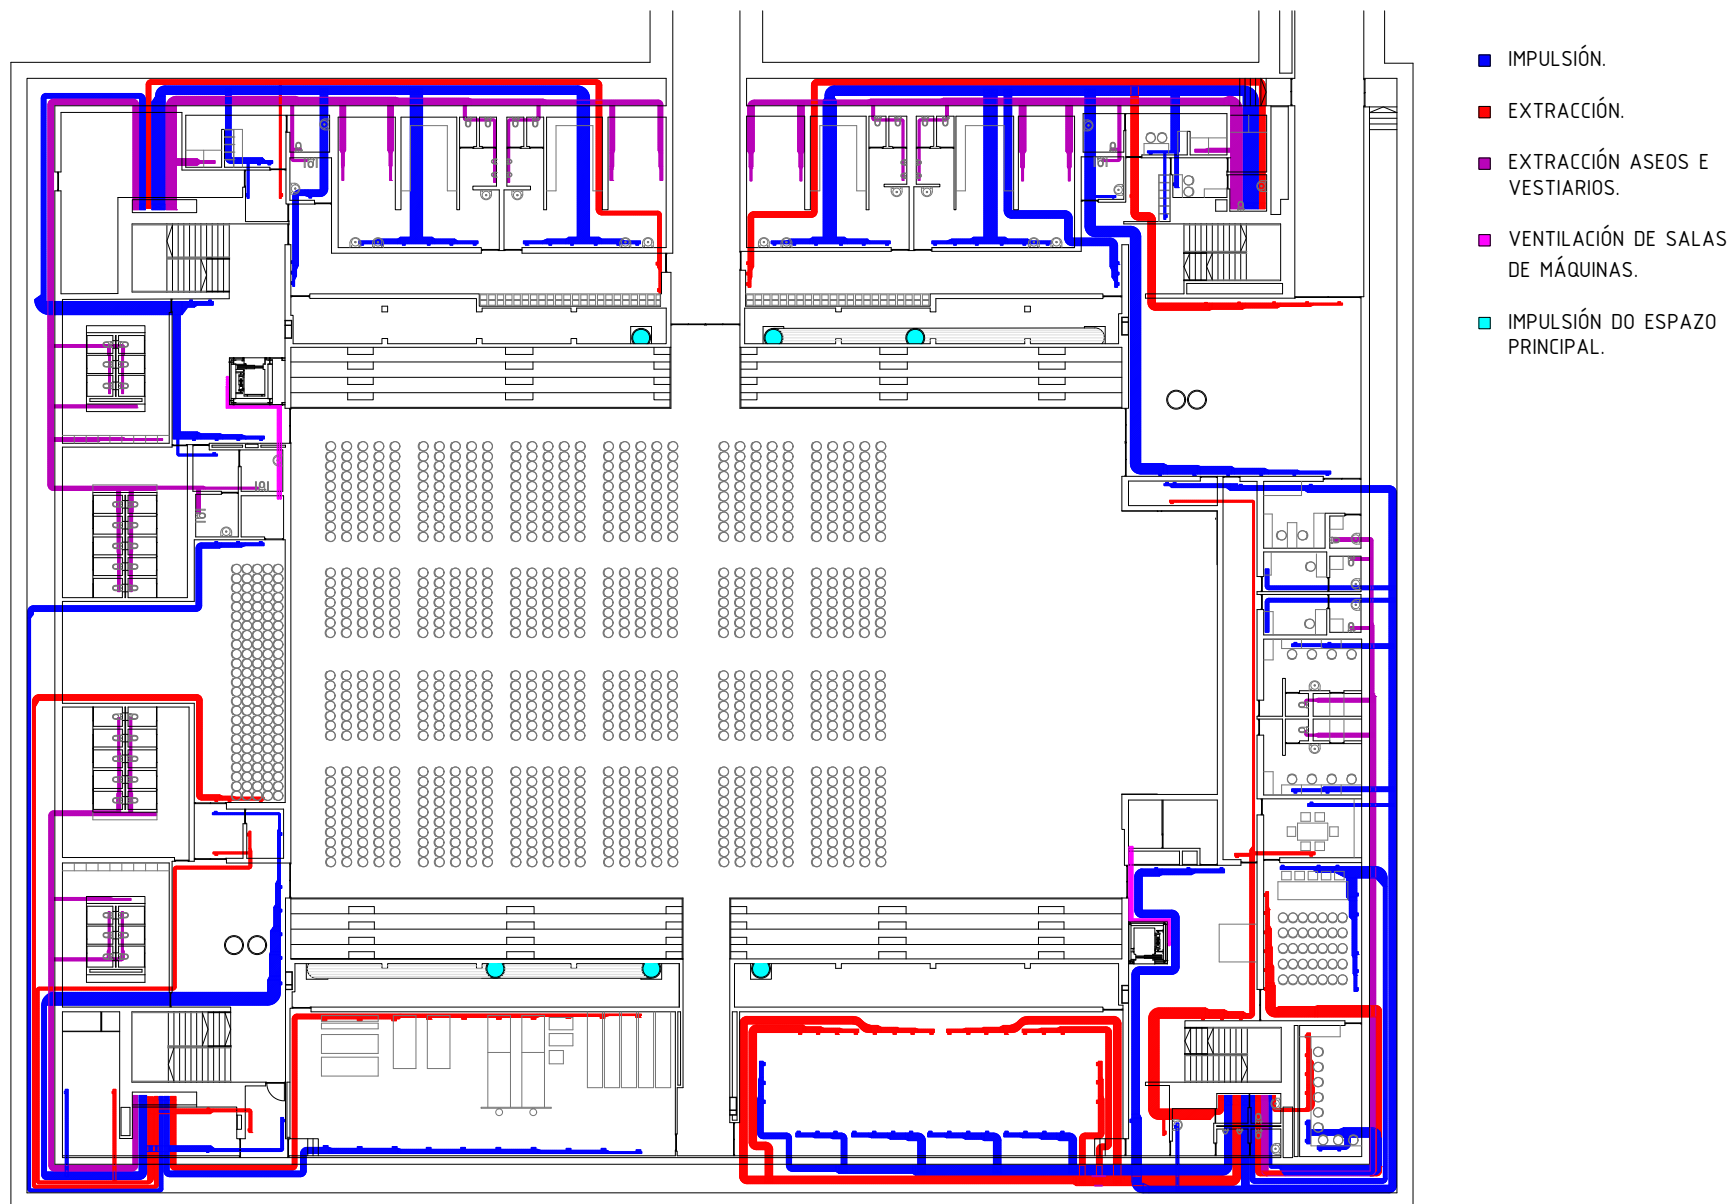 IMPULSIÓN.
EXTRACCIÓN.
EXTRACCIÓN ASEOS E
VESTIARIOS.
VENTILACIÓN DE SALAS
DE MÁQUINAS.
IMPULSIÓN DO ESPAZO
PRINCIPAL.